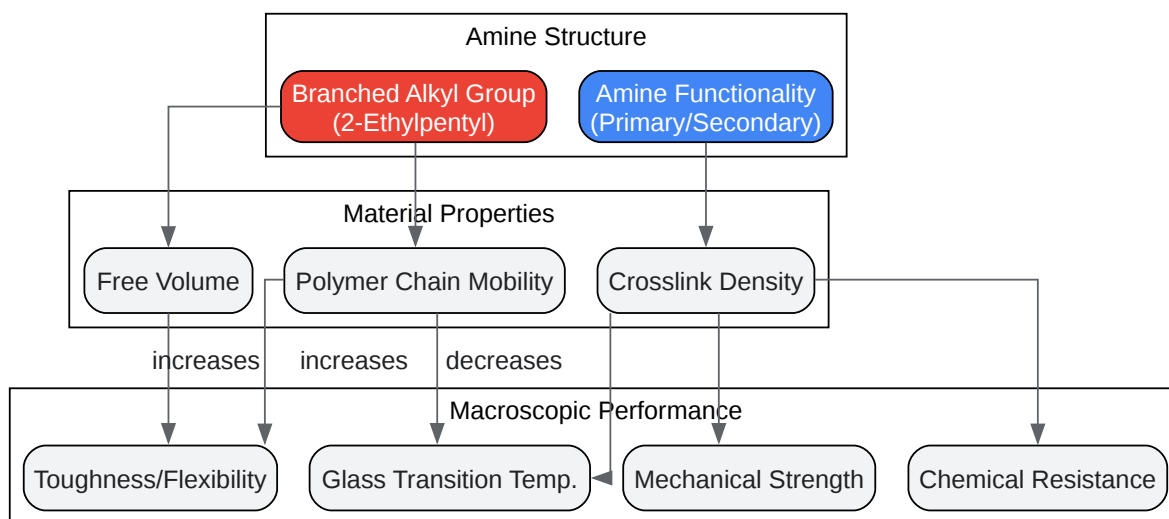 Amine Structure
Branched Alkyl Group
(2-Ethylpentyl)
Amine Functionality
(Primary/Secondary)
Material Properties
Free Volume
Polymer Chain Mobility
Crosslink Density
increases
increases
decreases
Macroscopic Performance
Toughness/Flexibility
Glass Transition Temp.
Mechanical Strength
Chemical Resistance